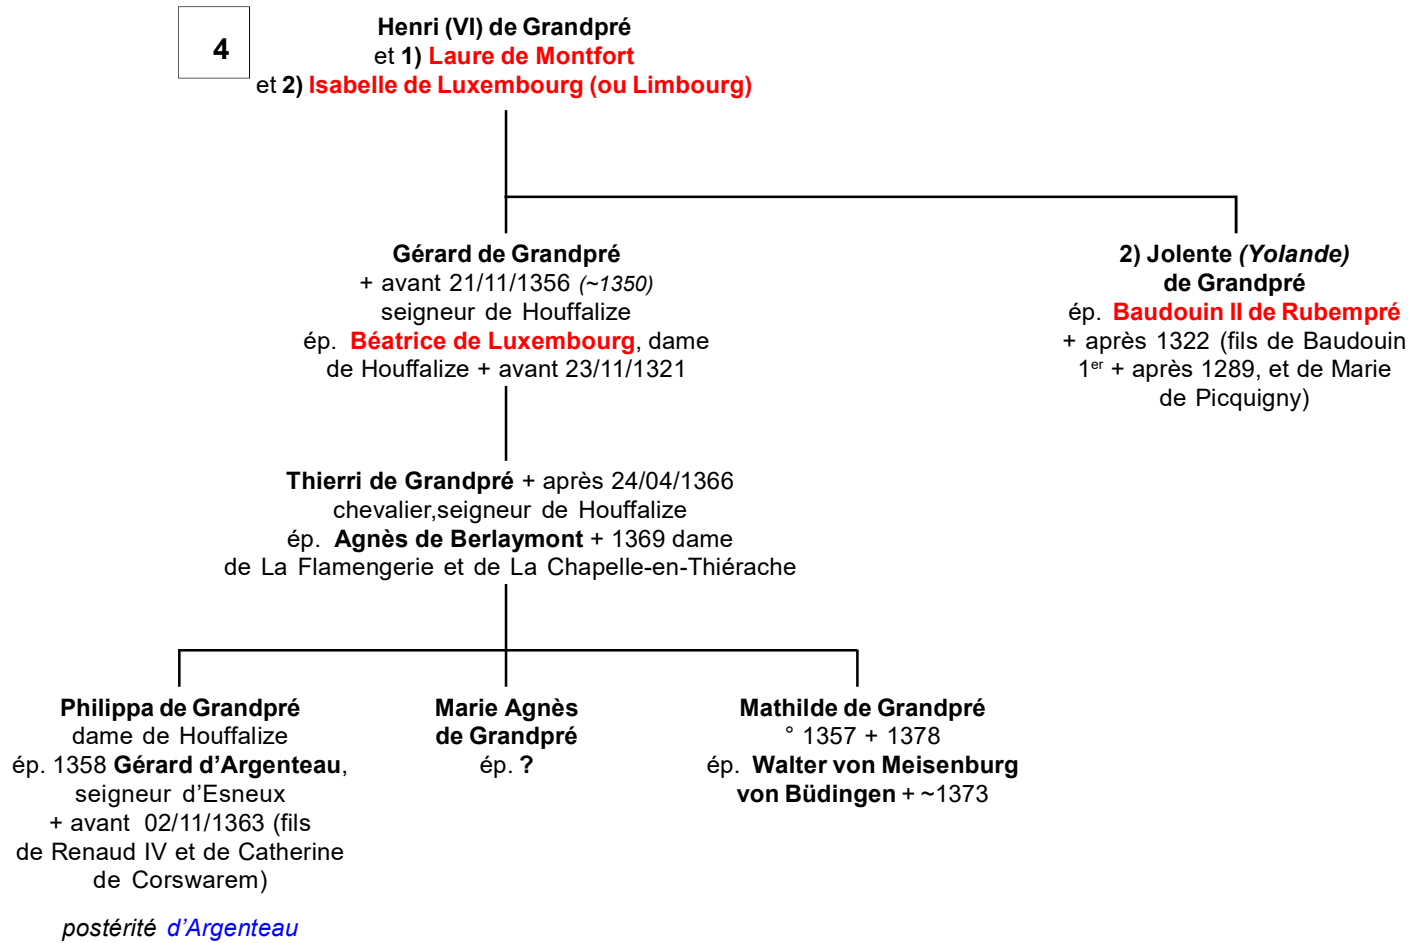 4
Henri (VI) de Grandpré
et 1) Laure de Montfort
et 2) Isabelle de Luxembourg (ou Limbourg)
Gérard de Grandpré
+ avant 21/11/1356 (~1350)
seigneur de Houffalize
ép. Béatrice de Luxembourg, dame
de Houffalize + avant 23/11/1321
2) Jolente (Yolande)
de Grandpré
ép. Baudouin II de Rubempré
+ après 1322 (fils de Baudouin
1er + après 1289, et de Marie
de Picquigny)
Thierri de Grandpré + après 24/04/1366
chevalier,seigneur de Houffalize
ép. Agnès de Berlaymont + 1369 dame
de La Flamengerie et de La Chapelle-en-Thiérache
Philippa de Grandpré
dame de Houffalize
ép. 1358 Gérard d'Argenteau,
seigneur d'Esneux
+ avant 02/11/1363 (fils
de Renaud IV et de Catherine
de Corswarem)
postérité d'Argenteau
Marie Agnès
de Grandpré
ép. ?
Mathilde de Grandpré
° 1357 + 1378
ép. Walter von Meisenburg
von Büdingen + ~1373